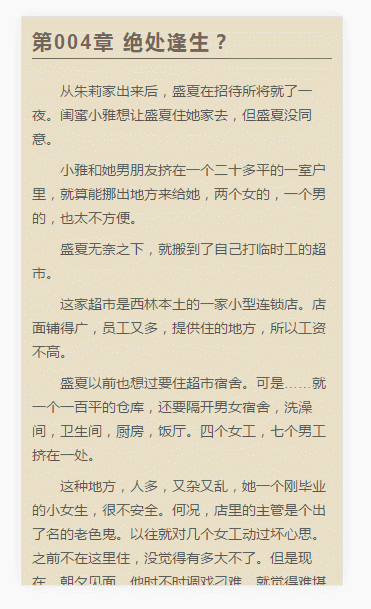 第004章 绝处逢生？
从朱莉家出来后，盛夏在招待所将就了一
夜。闺蜜小雅想让盛夏住她家去，但盛夏没同
意。
小雅和她男朋友挤在一个二十多平的一室户
里，就算能挪出地方来给她，两个女的，一个男
的，也太不方便。
盛夏无奈之下，就搬到了自己打临时工的超
市。
这家超市是西林本土的一家小型连锁店。店
面铺得广，员工又多，提供住的地方，所以工资
不高。
盛夏以前也想过要住超市宿舍。可是……就
一个一百平的仓库，还要隔开男女宿舍，洗澡
间，卫生间，厨房，饭厅。四个女工，七个男工
挤在一处。
这种地方，人多，又杂又乱，她一个刚毕业
的小女生，很不安全。何况，店里的主管是个出
了名的老色鬼。以往就对几个女工动过坏心思。
之前不在这里住，没觉得有多大不了。但是现
在，朝夕见面，他时不时调戏刁难，就觉得难堪